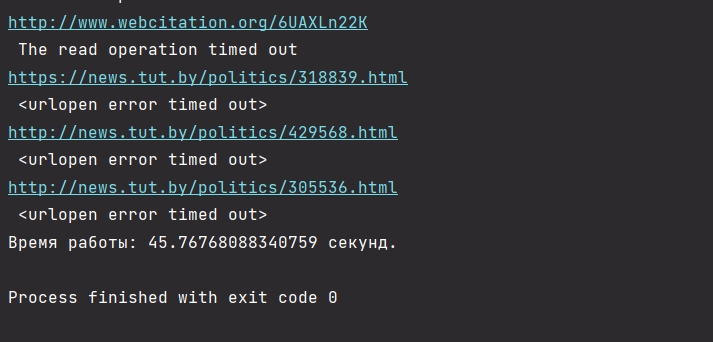 http://www.webcitation.org/6UAXLn22K
The read operation timed out
https://news.tut.by/politics/318839.html
<urlopen error timed out>
http://news.tut.by/politics/429568.html
<urlopen error timed out>
http://news.tut.by/politics/305536.html
<urlopen error timed out>
Время работы: 45.76768088340759 секунд.
Process finished with exit code 0